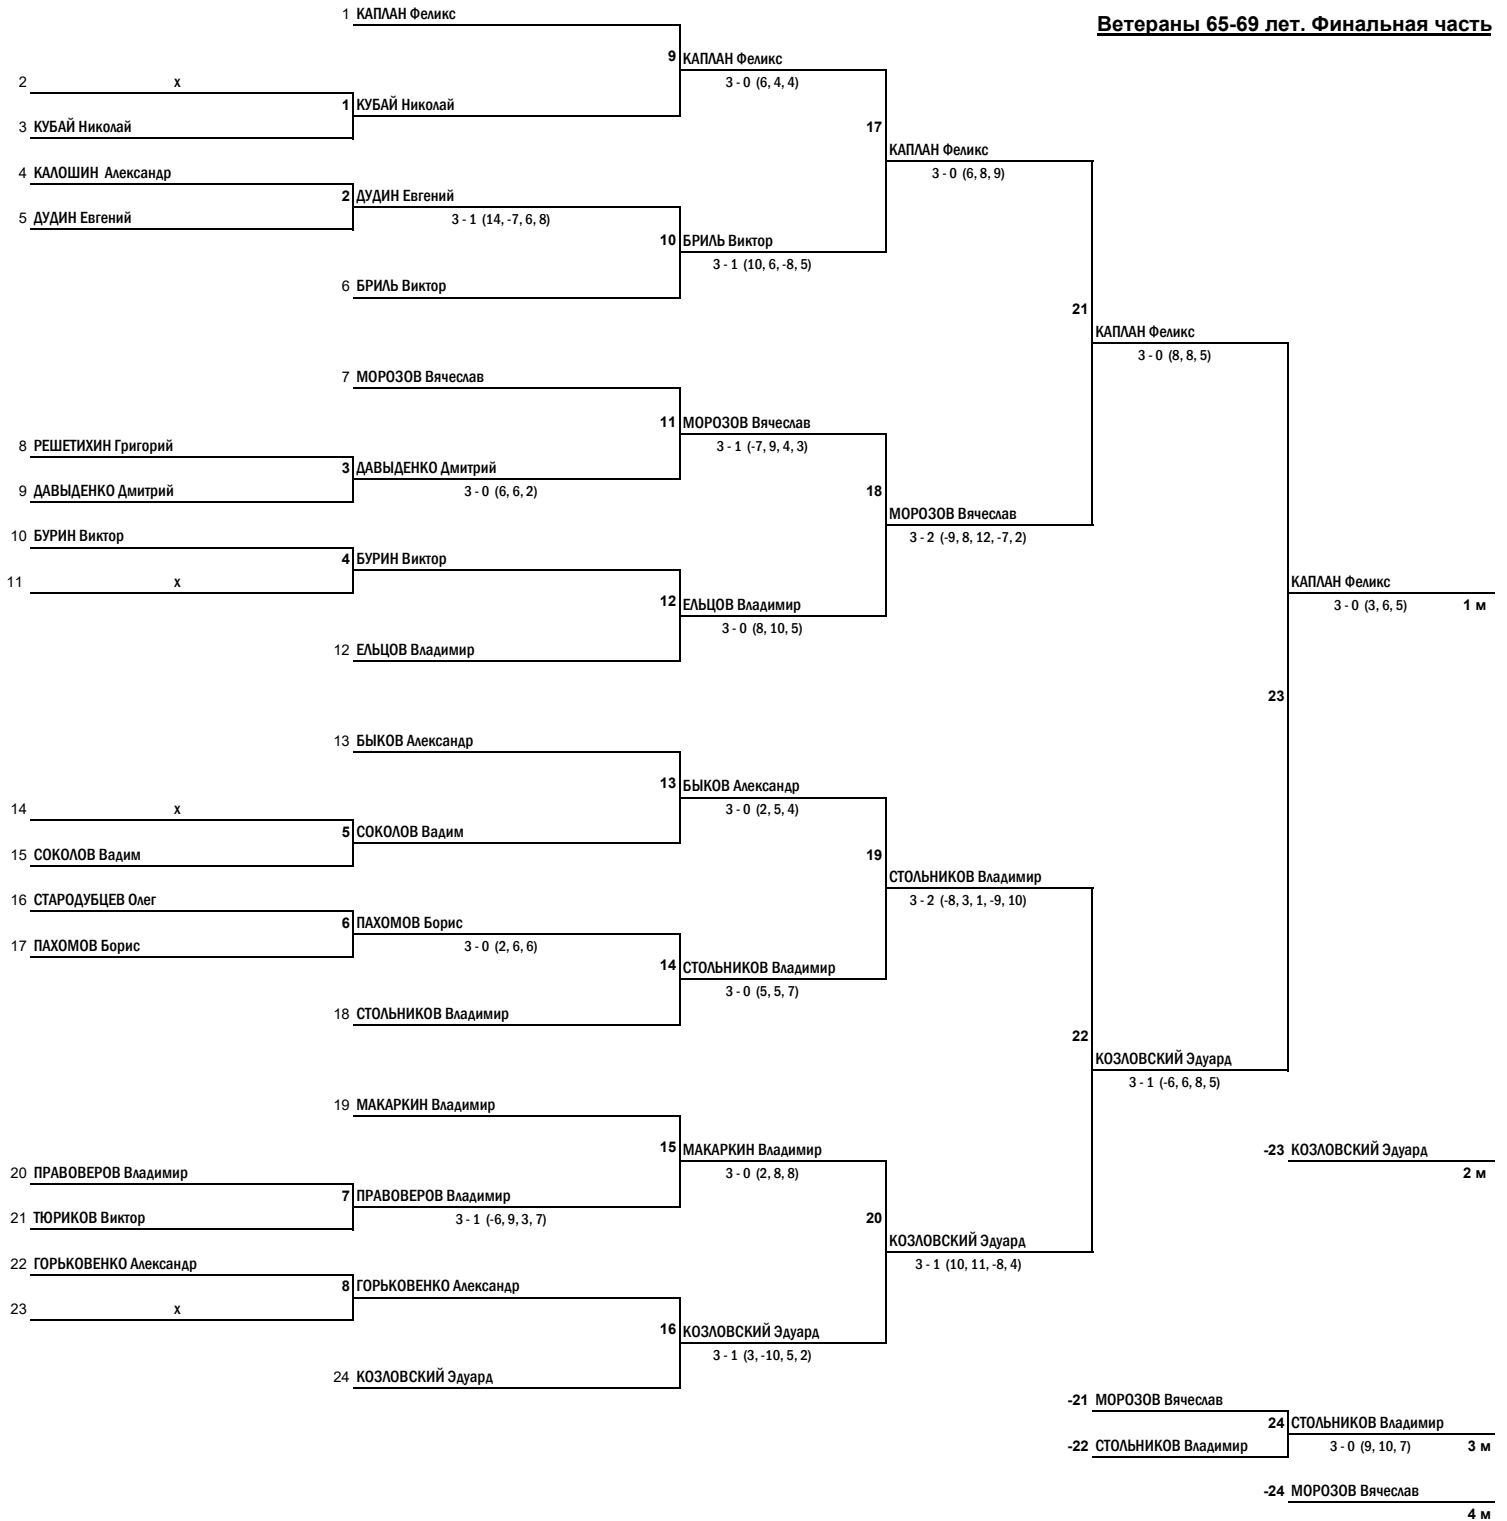 1 КАПЛАН Феликс
Ветераны 65-69 лет. Финальная часть
9 КАПЛАН Феликс
3 - 0 (6, 4, 4)
2 x
1 КУБАЙ Николай
3 КУБАЙ Николай
17
КАПЛАН Феликс
3 - 0 (6, 8, 9)
4 КАЛОШИН Александр
2 ДУДИН Евгений
3 - 1 (14, -7, 6, 8)
5 ДУДИН Евгений
10 БРИЛЬ Виктор
3 - 1 (10, 6, -8, 5)
6 БРИЛЬ Виктор
21
КАПЛАН Феликс
3 - 0 (8, 8, 5)
7 МОРОЗОВ Вячеслав
11 МОРОЗОВ Вячеслав
3 - 1 (-7, 9, 4, 3)
8 РЕШЕТИХИН Григорий
3 ДАВЫДЕНКО Дмитрий
3 - 0 (6, 6, 2)
9 ДАВЫДЕНКО Дмитрий
18
МОРОЗОВ Вячеслав
3 - 2 (-9, 8, 12, -7, 2)
10 БУРИН Виктор
4 БУРИН Виктор
11 x
КАПЛАН Феликс
3 - 0 (3, 6, 5) 1 м
12 ЕЛЬЦОВ Владимир
3 - 0 (8, 10, 5)
12 ЕЛЬЦОВ Владимир
23
13 БЫКОВ Александр
13 БЫКОВ Александр
3 - 0 (2, 5, 4)
14 x
5 СОКОЛОВ Вадим
15 СОКОЛОВ Вадим
19
СТОЛЬНИКОВ Владимир
3 - 2 (-8, 3, 1, -9, 10)
16 СТАРОДУБЦЕВ Олег
6 ПАХОМОВ Борис
3 - 0 (2, 6, 6)
17 ПАХОМОВ Борис
14 СТОЛЬНИКОВ Владимир
3 - 0 (5, 5, 7)
18 СТОЛЬНИКОВ Владимир
22
КОЗЛОВСКИЙ Эдуард
3 - 1 (-6, 6, 8, 5)
19 МАКАРКИН Владимир
15 МАКАРКИН Владимир
3 - 0 (2, 8, 8)
-23 КОЗЛОВСКИЙ Эдуард
2 м
20 ПРАВОВЕРОВ Владимир
7 ПРАВОВЕРОВ Владимир
3 - 1 (-6, 9, 3, 7)
21 ТЮРИКОВ Виктор
20
КОЗЛОВСКИЙ Эдуард
3 - 1 (10, 11, -8, 4)
22 ГОРЬКОВЕНКО Александр
8 ГОРЬКОВЕНКО Александр
23 x
16 КОЗЛОВСКИЙ Эдуард
3 - 1 (3, -10, 5, 2)
24 КОЗЛОВСКИЙ Эдуард
-21 МОРОЗОВ Вячеслав
24 СТОЛЬНИКОВ Владимир
-22 СТОЛЬНИКОВ Владимир
3 - 0 (9, 10, 7) 3 м
-24 МОРОЗОВ Вячеслав
4 м